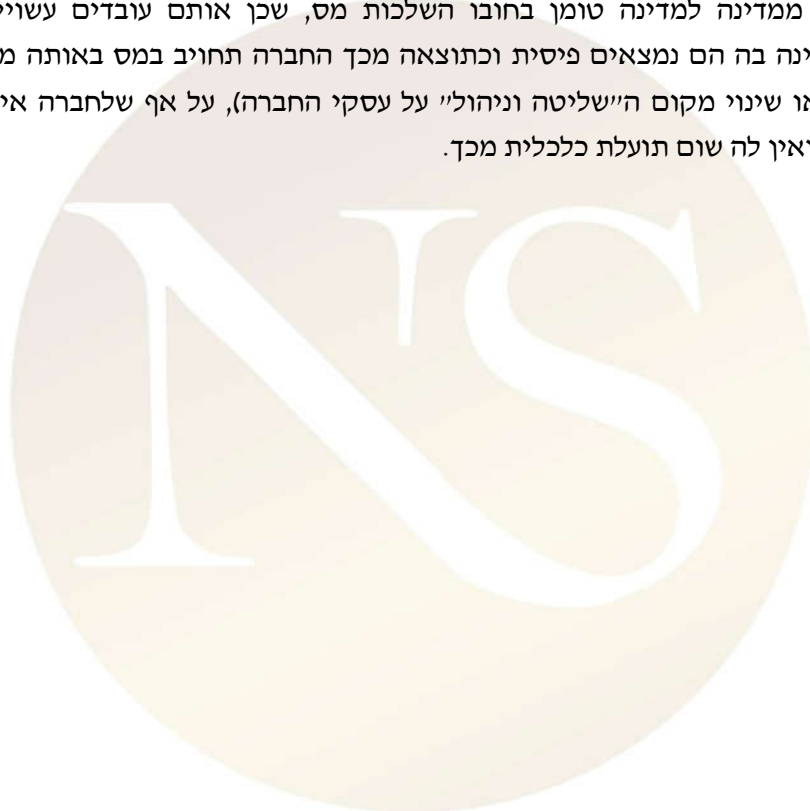 ממדינה למדינה טומן בחובו השלכות מס, שכן אותם עובדים
ינה בה הם נמצאים פיסית וכתוצאה מכך החברה תחויב במס באותה
או שינוי מקום ה״שליטה וניהול״ על עסקי החברה), על אף שלחברה
ואין לה שום תועלת כלכלית מכך.
NS